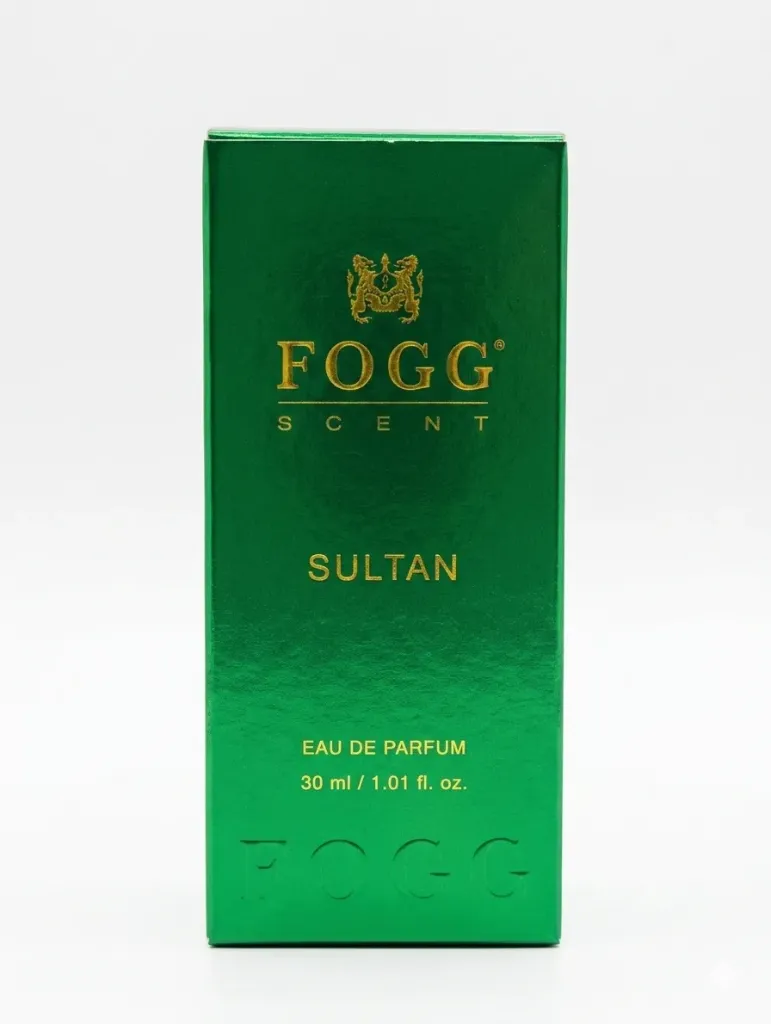 FOGG®
SCENT
SULTAN
EAU DE PARFUM
30 ml / 1.01 fl. oz.
FOGG